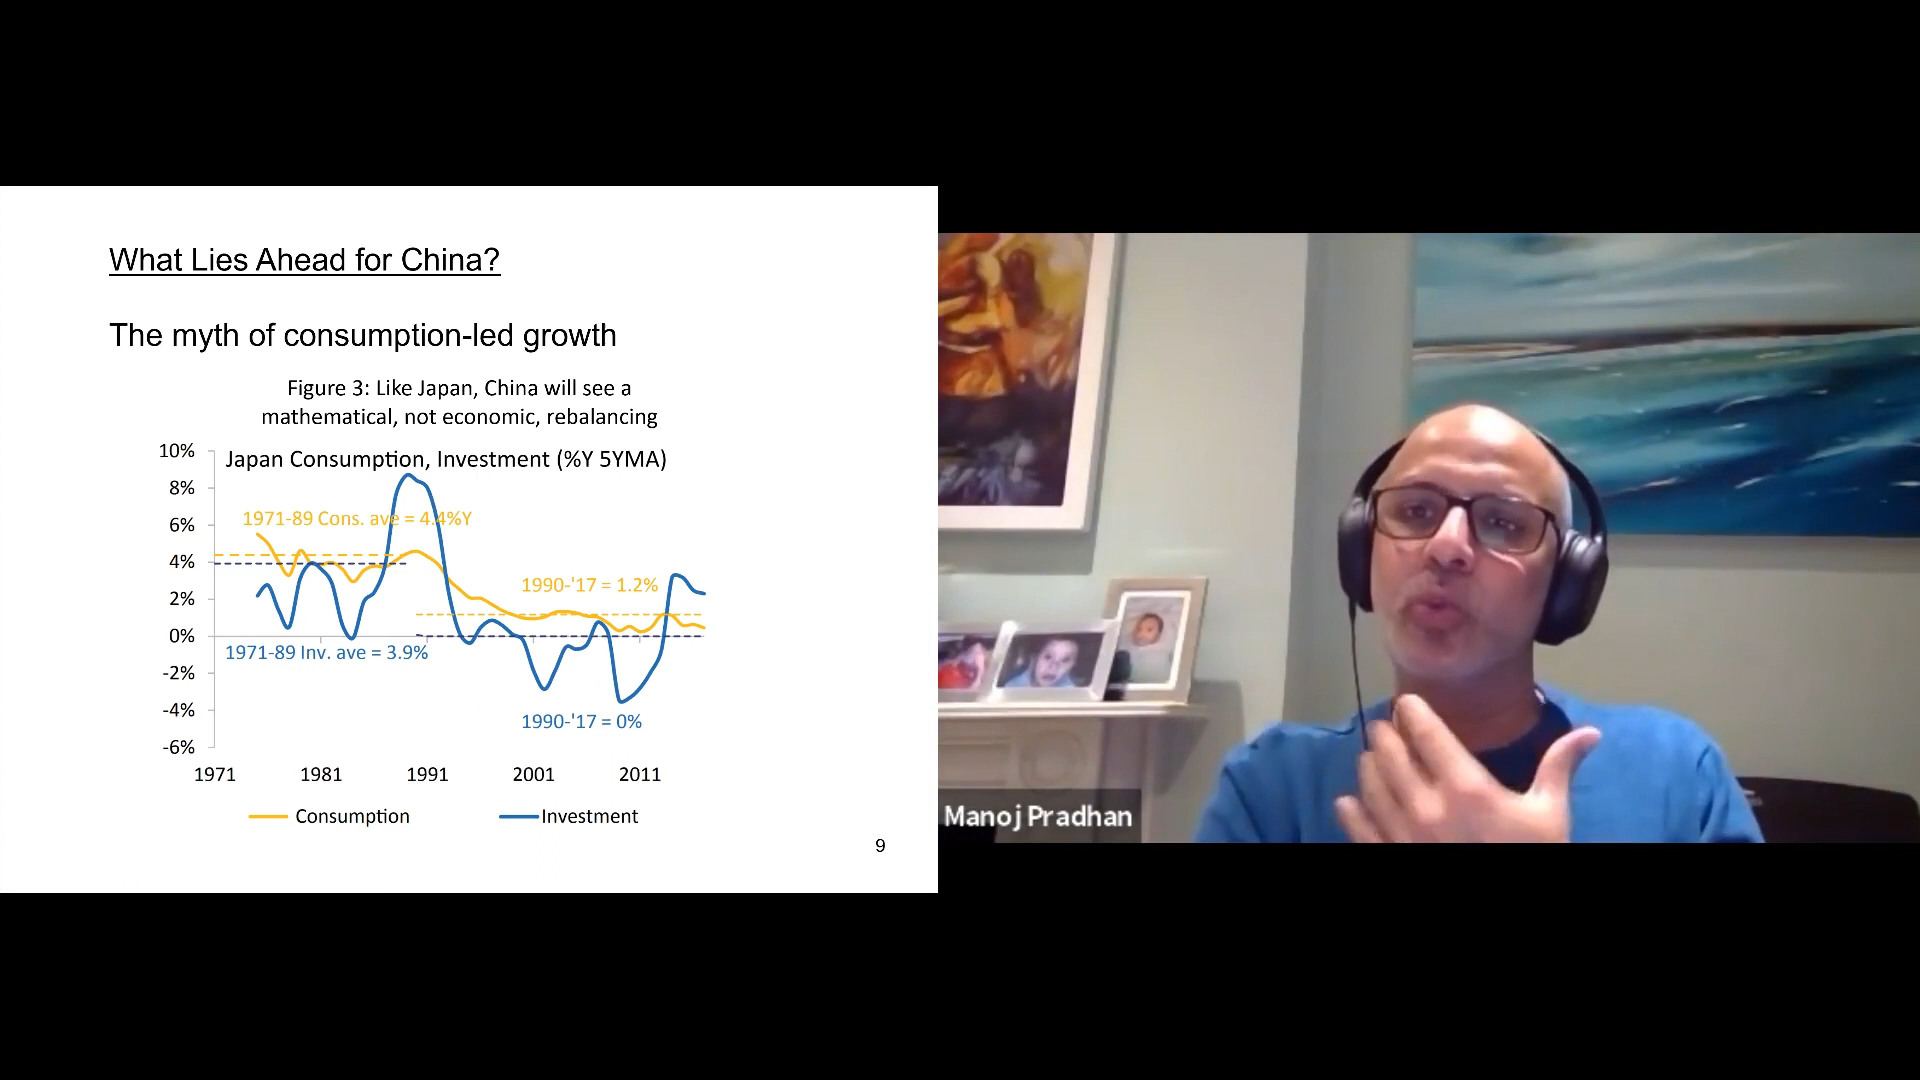 What Lies Ahead for China?
The myth of consumption-led growth
Figure 3: Like Japan, China will see a
mathematical, not economic, rebalancing
Japan Consumption, Investment (%Y 5YMA)
10%
8%
6%
4%
2%
0%
-2%
-4%
-6%
1971-89 Cons. ave = 4.4%Y
1990-'17 = 1.2%
1971-89 Inv. ave = 3.9%
1990-'17 = 0%
1971 1981 1991 2001 2011
Consumption Investment
9
Manoj Pradhan